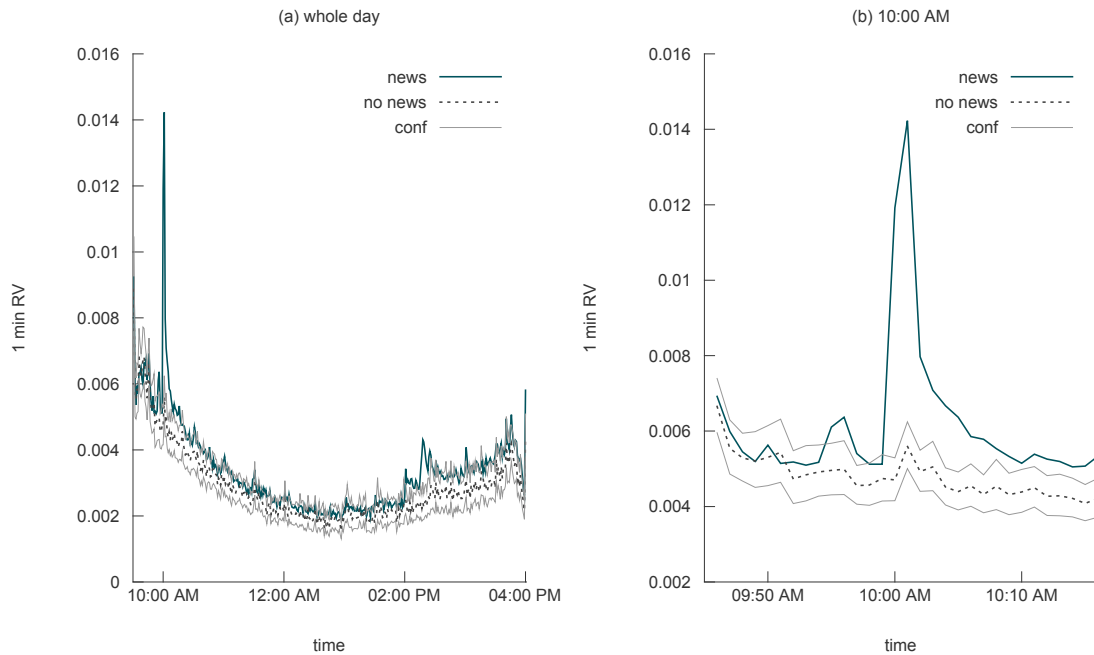 (a) whole day
0.016
0.014
0.012
0.01
0.008
0.006
0.004
0.002
0
1 min RV
news
no news
conf
10:00 AM
12:00 AM
02:00 PM
04:00 PM
time
(b) 10:00 AM
0.016
0.014
0.012
0.01
0.008
0.006
0.004
0.002
1 min RV
news
no news
conf
09:50 AM
10:00 AM
10:10 AM
time